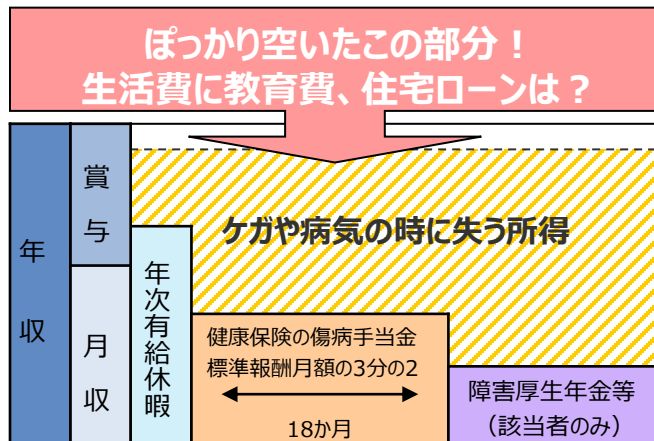 ぽっかり空いたこの部分！
生活費に教育費、住宅ローンは？
年収
賞与
月収
年次有給休暇
ケガや病気の時に失う所得
健康保険の傷病手当金
標準報酬月額の3分の2
18か月
障害厚生年金等
（該当者のみ）